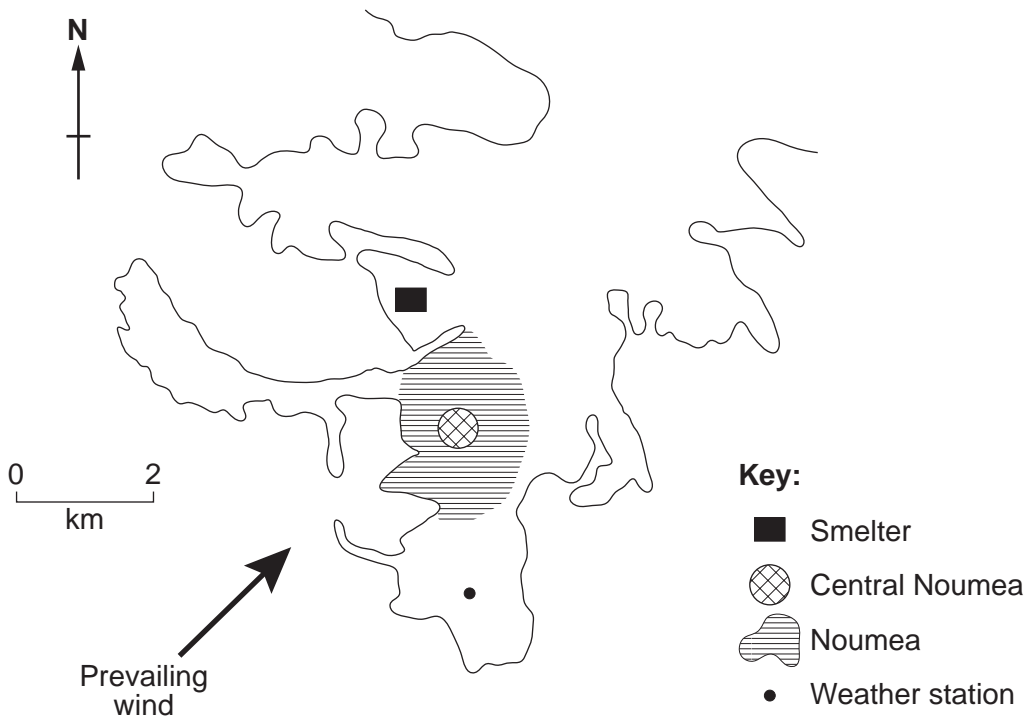 N
0 2
km
Prevailing
wind
Key:
Smelter
Central Noumea
Noumea
Weather station